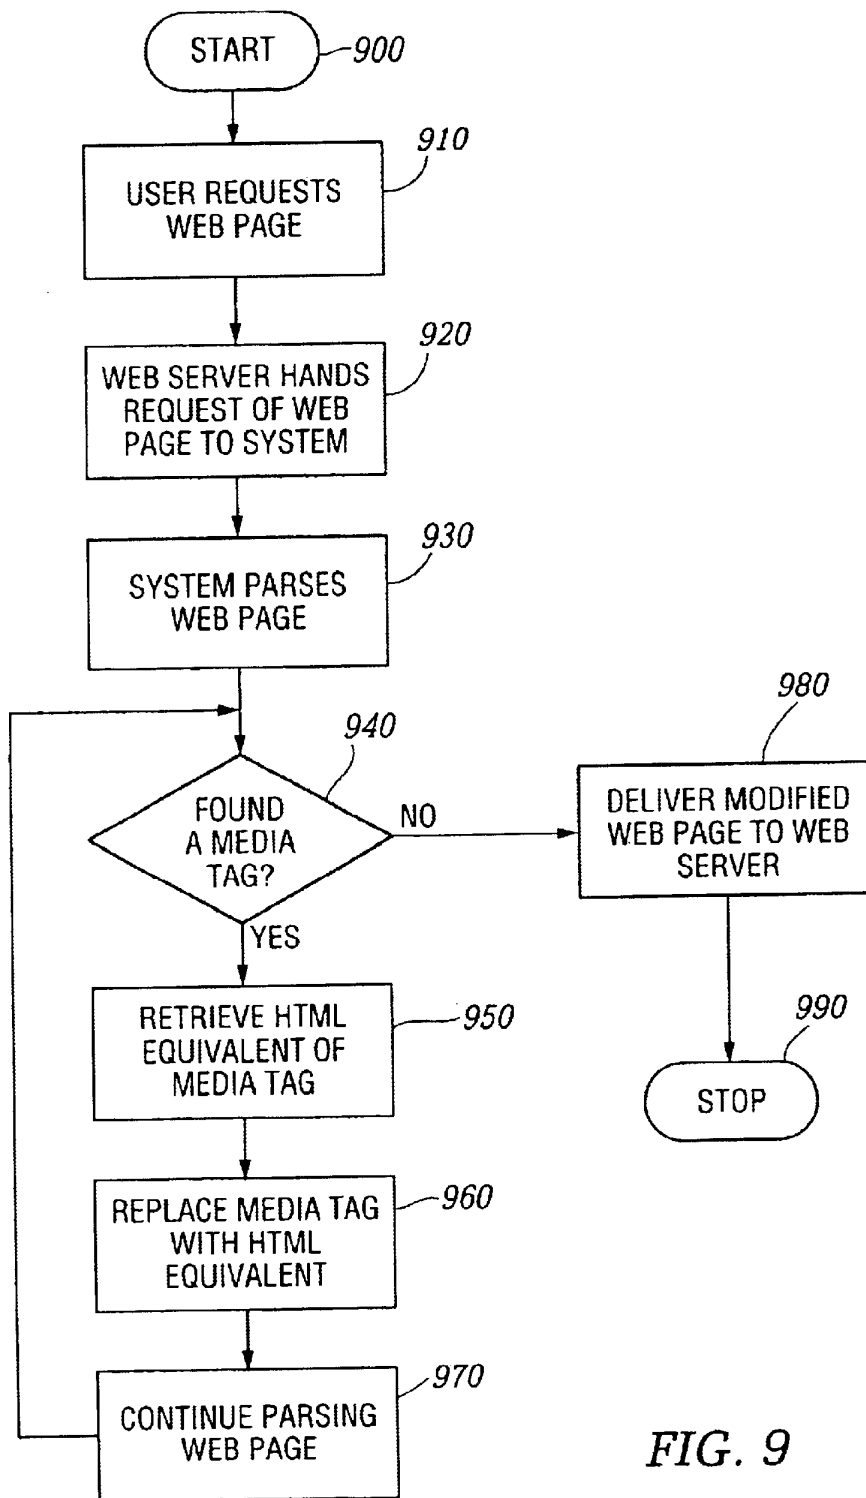 START
900
910
USER REQUESTS
WEB PAGE
920
WEB SERVER HANDS
REQUEST OF WEB
PAGE TO SYSTEM
930
SYSTEM PARSES
WEB PAGE
940
FOUND
A MEDIA
TAG?
NO
980
DELIVER MODIFIED
WEB PAGE TO WEB
SERVER
YES
950
RETRIEVE HTML
EQUIVALENT OF
MEDIA TAG
990
STOP
960
REPLACE MEDIA TAG
WITH HTML
EQUIVALENT
970
CONTINUE PARSING
WEB PAGE
FIG. 9